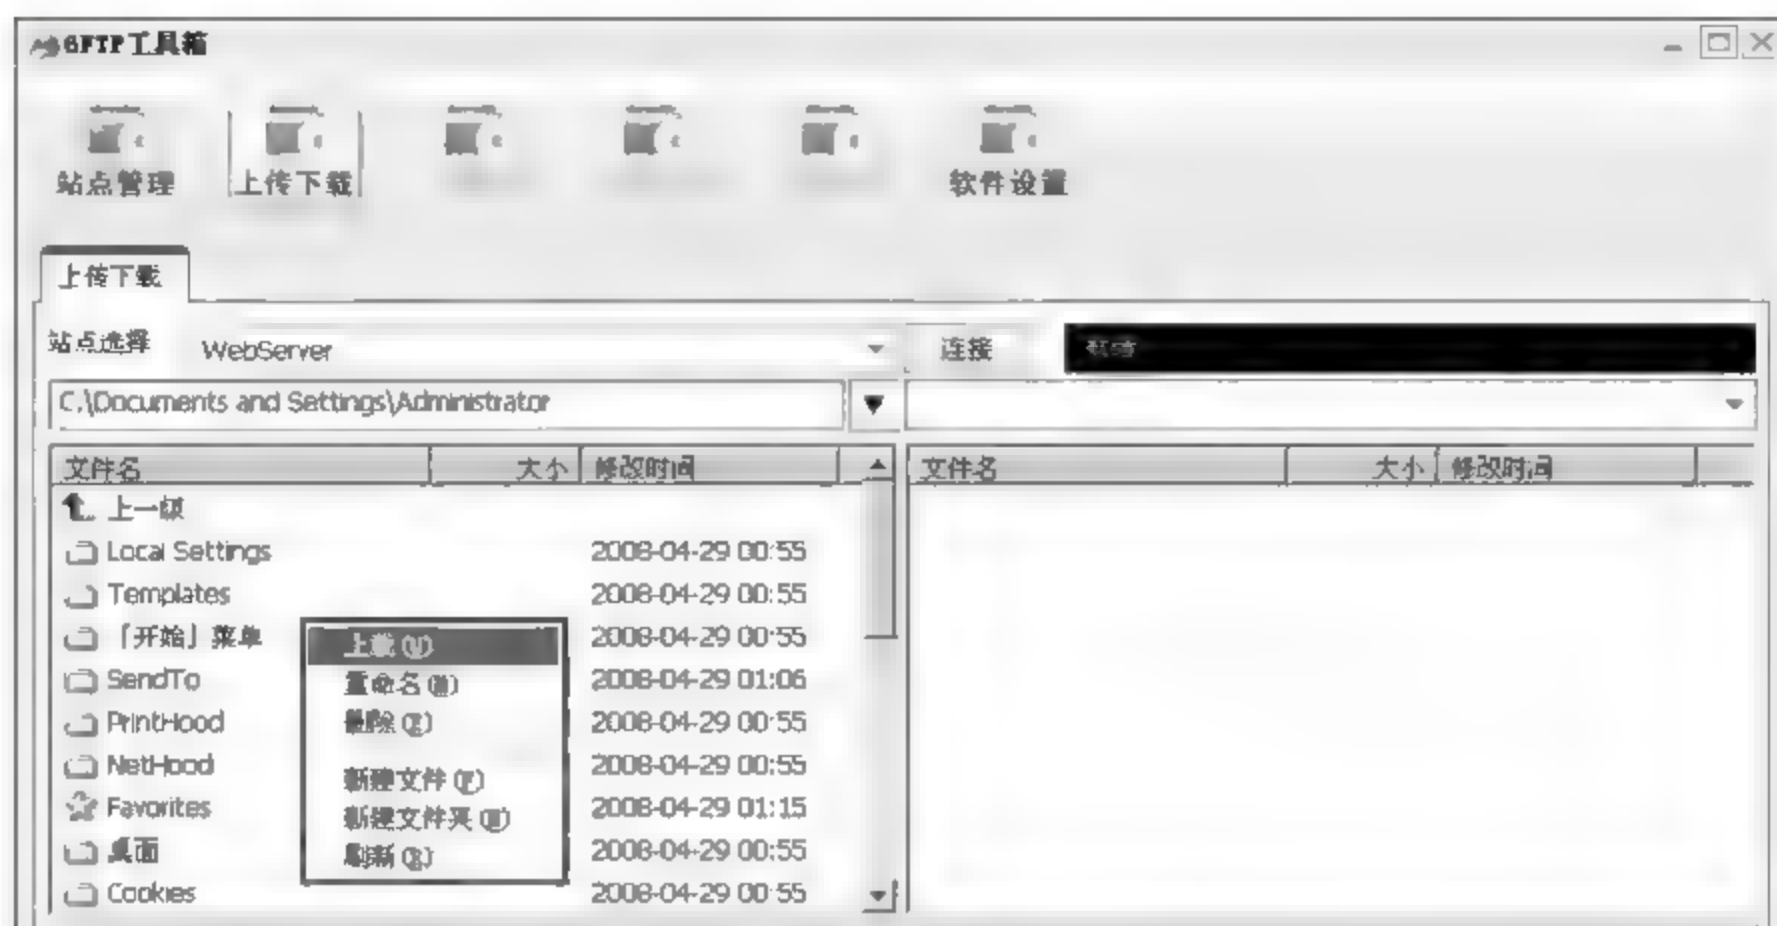 SFTP工具箱
站点管理 上传下载 软件设置
上传下载
站点选择 WebServer 连接
C:\Documents and Settings\Administrator
文件名 大小 修改时间 文件名 大小 修改时间
上一级
Local Settings 2008-04-29 00:55
Templates 2008-04-29 00:55
「开始」菜单 上载 2008-04-29 00:55
SendTo 重命名 2008-04-29 01:06
PrintHood 删除 2008-04-29 00:55
NetHood 新建文件(F) 2008-04-29 00:55
Favorites 新建文件夹 2008-04-29 01:15
桌面 刷新(R) 2008-04-29 00:55
Cookies 2008-04-29 00:55